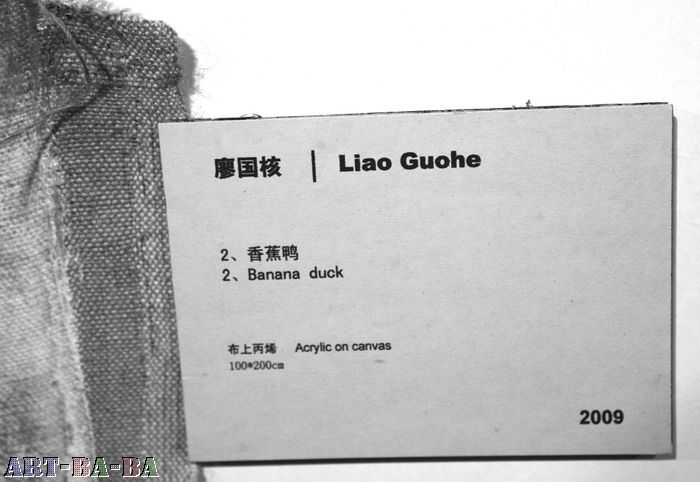 廖国核 | Liao Guohe
2、香蕉鸭
2、Banana duck
布上丙烯 Acrylic on canvas
100*200cm
2009
ART-BA-BA